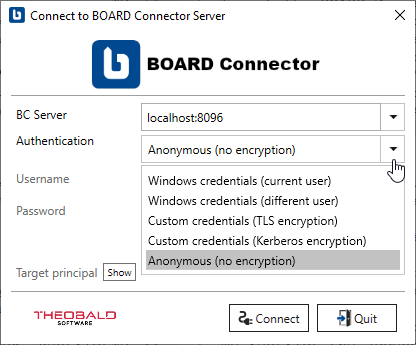 Connect to BOARD Connector Server
BOARD Connector
BC Server
localhost:8096
Authentication
Anonymous (no encryption)
Username
Windows credentials (current user)
Windows credentials (different user)
Password
Custom credentials (TLS encryption)
Custom credentials (Kerberos encryption)
Anonymous (no encryption)
Target principal Show
THEOBALD
SOFTWARE
Connect
Quit